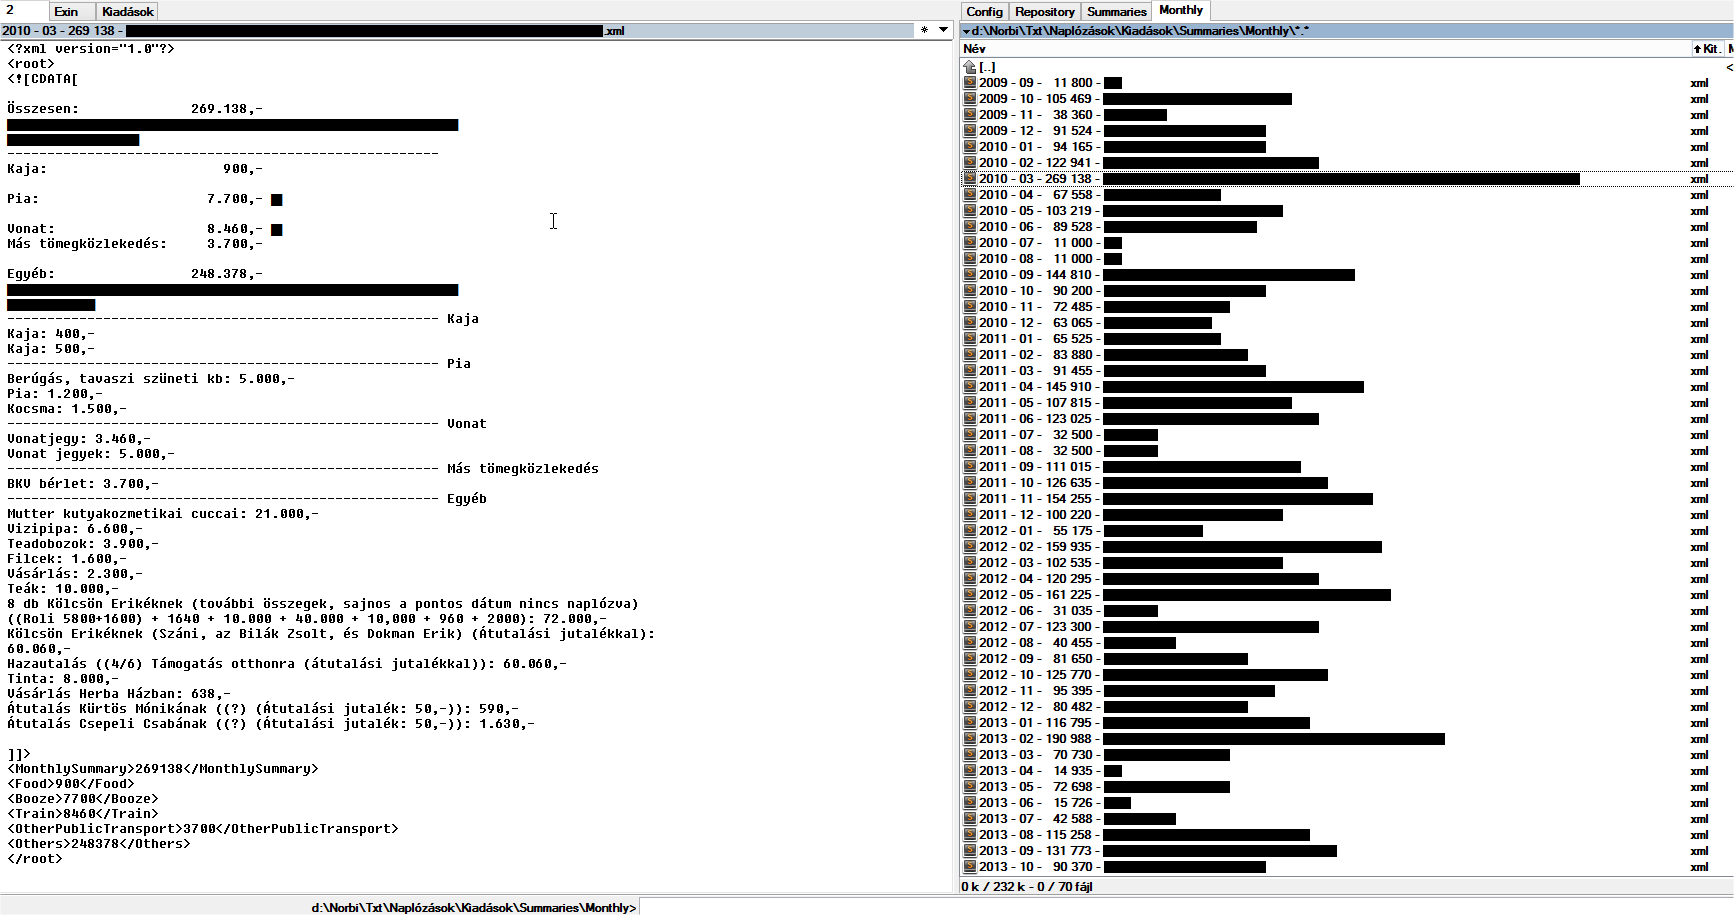 2 Exin Kiadások
2010 - 03 - 269 138 - .xml * 
<?xml version="1.0"?>
<root>
<![CDATA[
Összesen: 269.138,-
------------------------------------------------------
Kaja: 900,-
Pia: 7.700,-
Vonat: 8.460,-
Más tömegközlekedés: 3.700,-
Egyéb: 248.378,-
------------------------------------------------------ Kaja
Kaja: 400,-
Kaja: 500,-
------------------------------------------------------ Pia
Berúgás, tavaszi szüneti kb: 5.000,-
Pia: 1.200,-
Kocsma: 1.500,-
------------------------------------------------------ Vonat
Vonatjegy: 3.460,-
Vonat jegyek: 5.000,-
------------------------------------------------------ Más tömegközlekedés
BKV bérlet: 3.700,-
------------------------------------------------------ Egyéb
Mutter kutyakozmetikai cuccai: 21.000,-
Vizipipa: 6.600,-
Teadobozok: 3.900,-
Filcek: 1.600,-
Vásárlás: 2.300,-
Teák: 10.000,-
8 db Kölcsön Erikéknek (további összegek, sajnos a pontos dátum nincs naplózva)
((Roli 5800+1600) + 1640 + 10.000 + 40.000 + 10,000 + 960 + 2000): 72.000,-
Kölcsön Erikéknek (Száni, az Bilák Zsolt, és Dokman Erik) (Átutalási jutalékkal):
60.060,-
Hazautalás ((4/6) Támogatás otthonra (átutalási jutalékkal)): 60.060,-
Tinta: 8.000,-
Vásárlás Herba Házban: 638,-
Átutalás Kürtös Mónikának ((?) (Átutalási jutalék: 50,-)): 590,-
Átutalás Csepeli Csabának ((?) (Átutalási jutalék: 50,-)): 1.630,-
]]>
<MonthlySummary>269138</MonthlySummary>
<Food>900</Food>
<Booze>7700</Booze>
<Train>8460</Train>
<OtherPublicTransport>3700</OtherPublicTransport>
<Others>248378</Others>
</root>
Config Repository Summaries Monthly
d:\Norbi\Txt\Naplózások\Kiadások\Summaries\Monthly\*.*
Név Kit.
[..]
2009 - 09 - 11 800 - xml
2009 - 10 - 105 469 - xml
2009 - 11 - 38 360 - xml
2009 - 12 - 91 524 - xml
2010 - 01 - 94 165 - xml
2010 - 02 - 122 941 - xml
2010 - 03 - 269 138 - xml
2010 - 04 - 67 558 - xml
2010 - 05 - 103 219 - xml
2010 - 06 - 89 528 - xml
2010 - 07 - 11 000 - xml
2010 - 08 - 11 000 - xml
2010 - 09 - 144 810 - xml
2010 - 10 - 90 200 - xml
2010 - 11 - 72 485 - xml
2010 - 12 - 63 065 - xml
2011 - 01 - 65 525 - xml
2011 - 02 - 83 880 - xml
2011 - 03 - 91 455 - xml
2011 - 04 - 145 910 - xml
2011 - 05 - 107 815 - xml
2011 - 06 - 123 025 - xml
2011 - 07 - 32 500 - xml
2011 - 08 - 32 500 - xml
2011 - 09 - 111 015 - xml
2011 - 10 - 126 635 - xml
2011 - 11 - 154 255 - xml
2011 - 12 - 100 220 - xml
2012 - 01 - 55 175 - xml
2012 - 02 - 159 935 - xml
2012 - 03 - 102 535 - xml
2012 - 04 - 120 295 - xml
2012 - 05 - 161 225 - xml
2012 - 06 - 31 035 - xml
2012 - 07 - 123 300 - xml
2012 - 08 - 40 455 - xml
2012 - 09 - 81 650 - xml
2012 - 10 - 125 770 - xml
2012 - 11 - 95 395 - xml
2012 - 12 - 80 482 - xml
2013 - 01 - 116 795 - xml
2013 - 02 - 190 988 - xml
2013 - 03 - 70 730 - xml
2013 - 04 - 14 935 - xml
2013 - 05 - 72 698 - xml
2013 - 06 - 15 726 - xml
2013 - 07 - 42 588 - xml
2013 - 08 - 115 258 - xml
2013 - 09 - 131 773 - xml
2013 - 10 - 90 370 - xml
0 k / 232 k - 0 / 70 fájl
d:\Norbi\Txt\Naplózások\Kiadások\Summaries\Monthly>